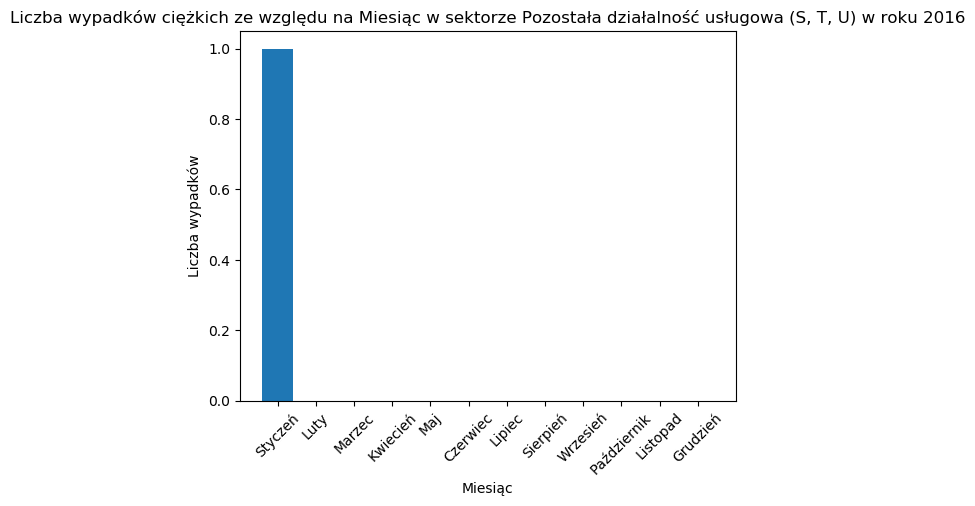 Liczba wypadków ciężkich ze względu na Miesiąc w sektorze Pozostała działalność usługowa (S, T, U) w roku 2016
1.0
0.8
0.6
0.4
0.2
0.0
Liczba wypadków
Styczeń
Luty
Marzec
Kwiecień
Maj
Czerwiec
Lipiec
Sierpień
Wrzesień
Październik
Listopad
Grudzień
Miesiąc